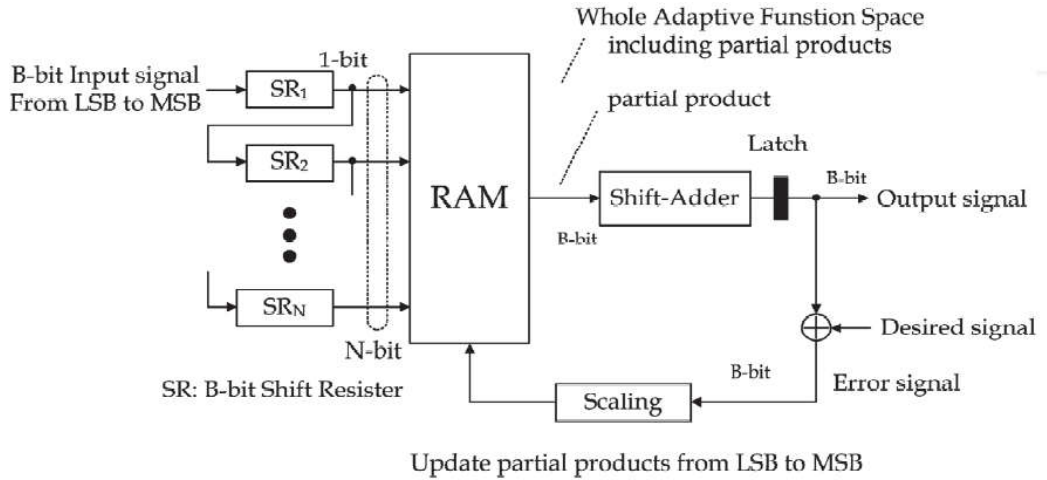 Whole Adaptive Funstion Space
including partial products
B-bit Input signal
From LSB to MSB
1-bit
SR1
partial product
SR2
Latch
RAM
Shift-Adder
B-bit
Output signal
B-bit
SRN
Desired signal
N-bit
SR: B-bit Shift Resister
B-bit
Error signal
Scaling
Update partial products from LSB to MSB